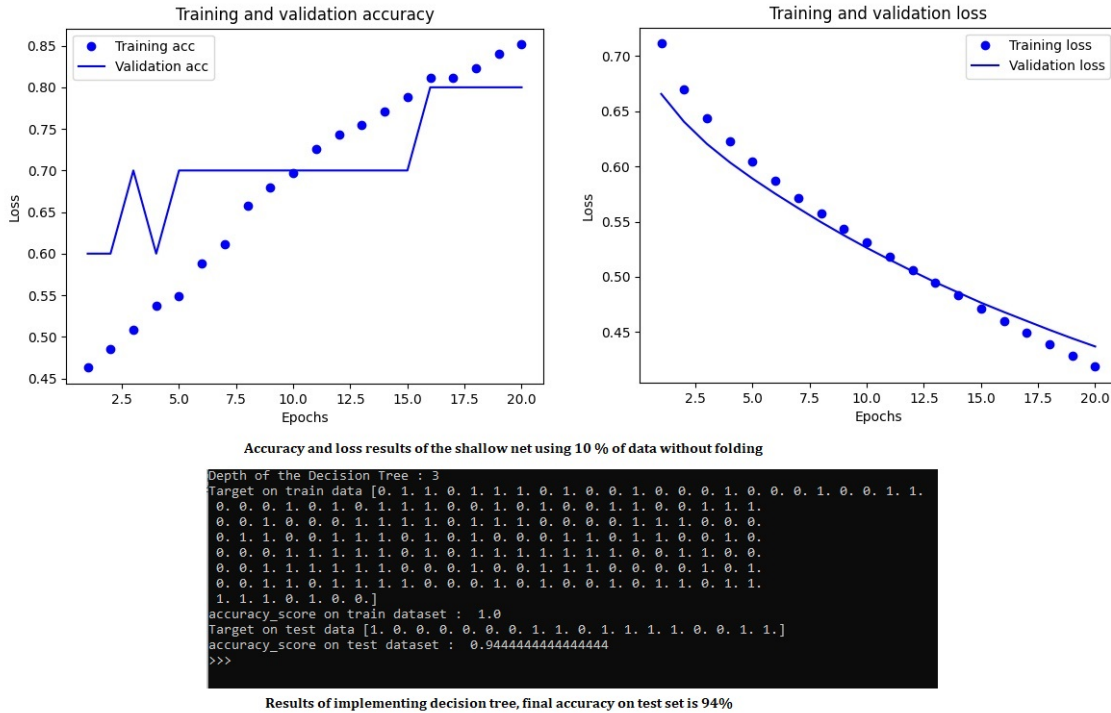 Training and validation accuracy
Training acc
Validation acc
0.85
0.80
0.75
0.70
0.65
0.60
0.55
0.50
0.45
Loss
2.5 5.0 7.5 10.0 12.5 15.0 17.5 20.0
Epochs
Training and validation loss
Training loss
Validation loss
0.70
0.65
0.60
0.55
0.50
0.45
Loss
2.5 5.0 7.5 10.0 12.5 15.0 17.5 20.0
Epochs
Accuracy and loss results of the shallow net using 10 % of data without folding
Depth of the Decision Tree : 3
Target on train data [0. 1. 1. 0. 1. 1. 1. 0. 1. 0. 0. 1. 0. 0. 0. 1. 0. 0. 0. 1. 0. 0. 1. 1.
0. 0. 0. 1. 0. 1. 0. 1. 1. 1. 1. 0. 0. 0. 1. 1. 0. 0. 1. 1. 1.
0. 0. 1. 0. 0. 0. 1. 1. 1. 1. 0. 0. 0. 0. 0. 0. 1. 1. 1. 0. 0. 0.
0. 1. 1. 0. 0. 1. 0. 1. 0. 0. 0. 0. 1. 1. 0. 1. 1. 0. 0. 1. 0.
0. 0. 0. 1. 1. 1. 1. 1. 0. 0. 1. 1. 1. 1. 1. 1. 1. 0. 1. 1. 0. 0.
0. 0. 1. 1. 1. 1. 1. 0. 1. 1. 1. 0. 0. 0. 1. 0. 0. 0. 0. 1. 0. 1.
0. 0. 1. 1. 0. 1. 1. 1. 1. 0. 0. 0. 1. 0. 1. 0. 0. 1. 0. 1. 1. 0. 1. 1.
1. 1. 1. 0. 1. 0. 0.]
accuracy_score on train dataset :  1.0
Target on test data [1. 0. 0. 0. 0. 0. 0. 1. 1. 0. 1. 1. 1. 1. 0. 0. 1. 1.]
accuracy_score on test dataset :  0.9444444444444444
>>>
Results of implementing decision tree, final accuracy on test set is 94%